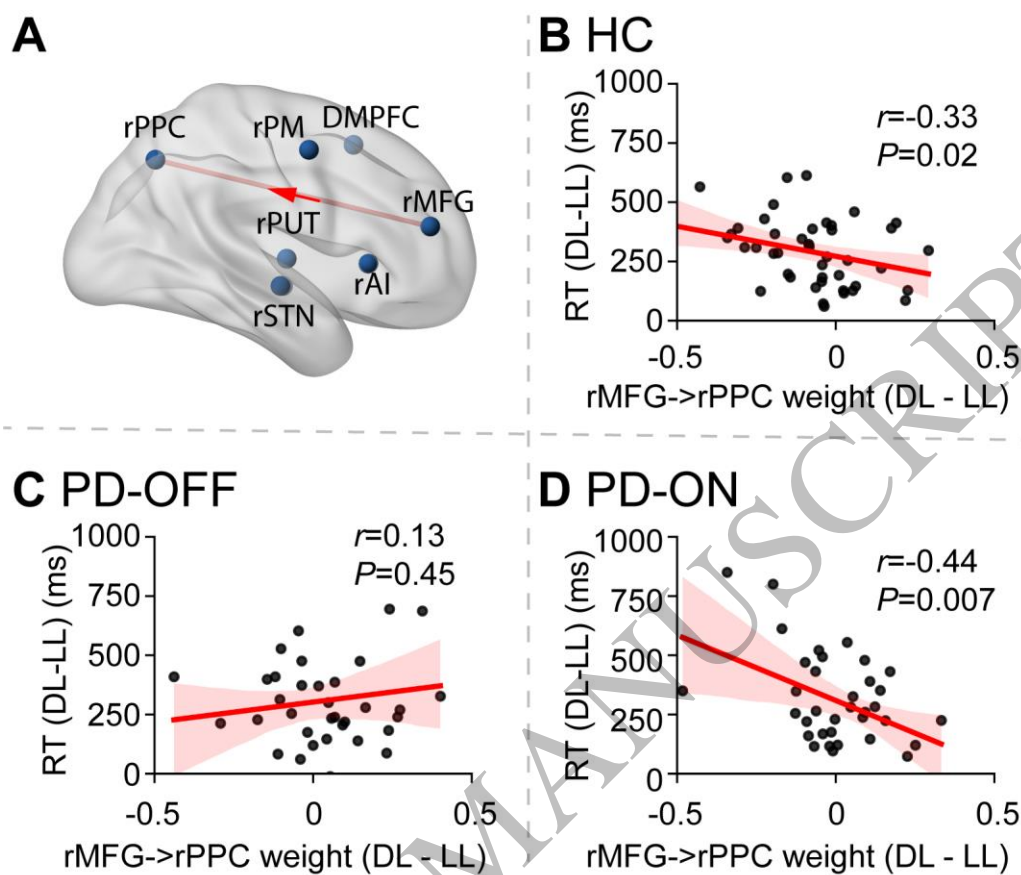 A
rPPC
rPM
DMPFC
rMFG
rPUT
rAI
rSTN
B HC
RT (DL-LL) (ms)
1000
750
500
250
0
r=-0.33
P=0.02
-0.5
0
0.5
rMFG->rPPC weight (DL - LL)
C PD-OFF
RT (DL-LL) (ms)
1000
750
500
250
0
r=0.13
P=0.45
-0.5
0
0.5
rMFG->rPPC weight (DL - LL)
D PD-ON
RT (DL-LL) (ms)
1000
750
500
250
0
r=-0.44
P=0.007
-0.5
0
0.5
rMFG->rPPC weight (DL - LL)
MANUSCRIPT